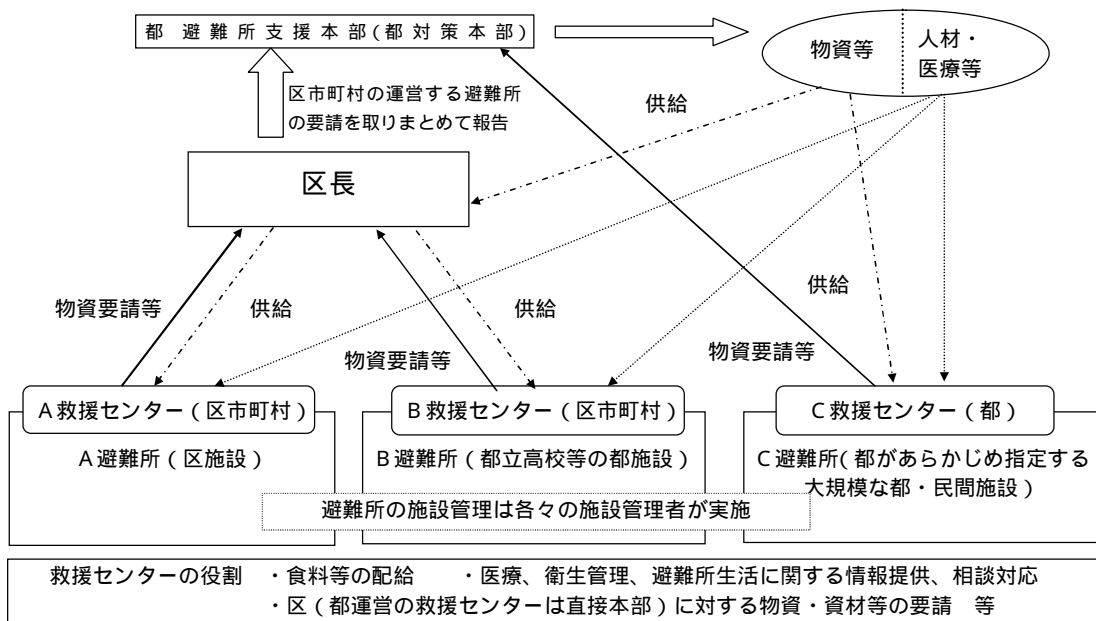 都 避難所支援本部(都対策本部)
物資等
人材・
医療等
区市町村の運営する避難所
の要請を取りまとめて報告
供給
区長
物資要請等
供給
供給
供給
物資要請等
物資要請等
A救援センター(区市町村)
B救援センター(区市町村)
C救援センター(都)
A避難所(区施設)
B避難所(都立高校等の都施設)
C避難所(都があらかじめ指定する
大規模な都・民間施設)
避難所の施設管理は各々の施設管理者が実施
救援センターの役割 ・食料等の配給 ・医療、衛生管理、避難所生活に関する情報提供、相談対応
・区(都運営の救援センターは直接本部)に対する物資・資材等の要請 等